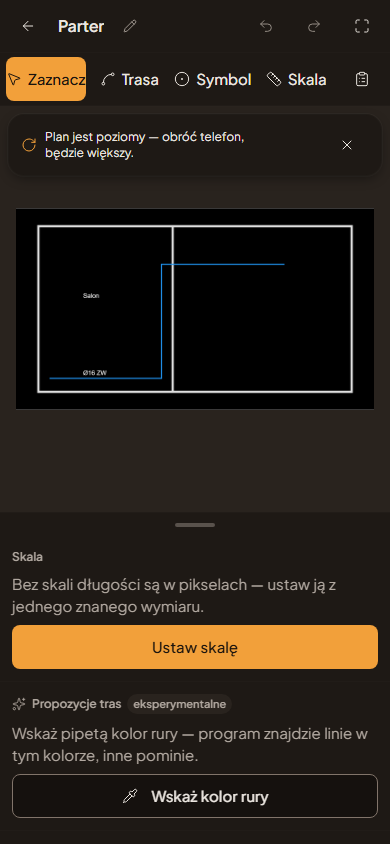 Parter
Zaznacz Trasa Symbol Skala
Plan jest poziomy — obróć telefon,
będzie większy.
Salon
Ø16 ZW
Skala
Bez skali długości są w pikselach — ustaw ją z
jednego znanego wymiaru.
Ustaw skalę
Propozycje tras eksperymentalne
Wskaż pipetą kolor rury — program znajdzie linie w
tym kolorze, inne pominie.
Wskaż kolor rury